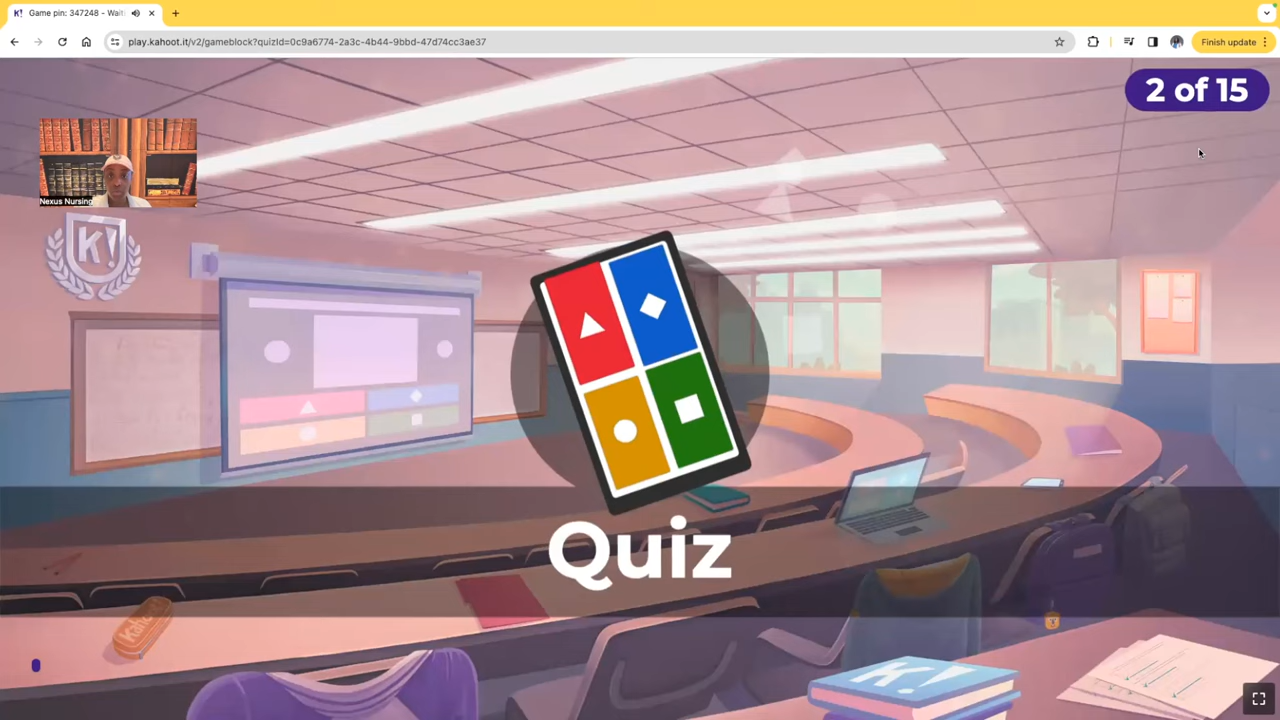 Game pin: 347248 - Wait
play.kahoot.it/v2/gameblock?quizId=0c9a6774-2a3c-4b44-9bbd-47d74cc3ae37
Finish update
2 of 15
Nexus Nursing
K!
Quiz
Kahoot!
K!